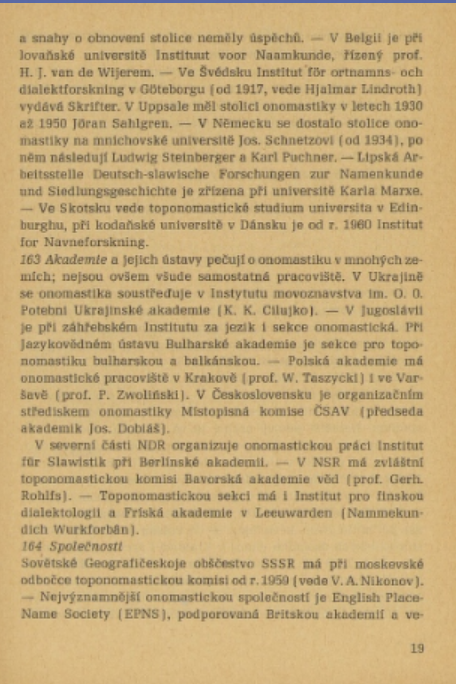 a snahy o obnovení stolice neměly úspěchů. — V Belgii je při
lovaňské universitě Instituut voor Naamkunde, řízený prof.
H. J. van de Wijerem. — Ve Švédsku Institut för ortnamns- och
dialektforskning v Göteborgu (od 1917, vede Hjalmar Lindroth)
vydává Skrifter. V Uppsale měl stolici onomastiky v letech 1930
až 1950 Jöran Sahlgren. — V Německu se dostalo stolice ono-
mastiky na mnichovské universitě Jos. Schnetzovi (od 1934), po
něm následují Ludwig Steinberger a Karl Puchner. — Lipská Ar-
beitsstelle Deutsch-slawische Forschungen zur Namenkunde
und Siedlungsgeschichte je zřízena při universitě Karla Marxe.
— Ve Skotsku vede toponomastické studium universita v Edin-
burghu, při kodaňské universitě v Dánsku je od r. 1960 Institut
for Navneforskning.
163 Akademie a jejich ústavy pečují o onomastiku v mnohých ze-
mích; nejsou ovšem všude samostatná pracoviště. V Ukrajině
se onomastika soustřeďuje v Instytutu movoznavstva im. O. O.
Potebni Ukrajinské akademie (K. K. Cilujko). — V Jugoslávii
je při záhřebském Institutu za jezik i sekce onomastická. Při
Jazykovědném ústavu Bulharské akademie je sekce pro topo-
nomastiku bulharskou a balkánskou. — Polská akademie má
onomastické pracoviště v Krakově (prof. W. Taszycki) i ve Var-
šavě (prof. P. Zwoliński). V Československu je organizačním
střediskem onomastiky Místopisná komise ČSAV (předseda
akademik Jos. Dobiáš).
V severní části NDR organizuje onomastickou práci Institut
für Slawistik při Berlínské akademii. — V NSR má zvláštní
toponomastickou komisi Bavorská akademie věd (prof. Gerh.
Rohlfs). — Toponomastickou sekci má i Institut pro finskou
dialektologii a Fríská akademie v Leeuwarden (Nammekun-
dich Wurkforbân).
164 Společnosti
Sovětské Geografičeskoje obščestvo SSSR má při moskevské
odbočce toponomastickou komisi od r. 1959 (vede V. A. Nikonov).
— Nejvýznamnější onomastickou společností je English Place-
Name Society (EPNS), podporovaná Britskou akademií a ve-
19